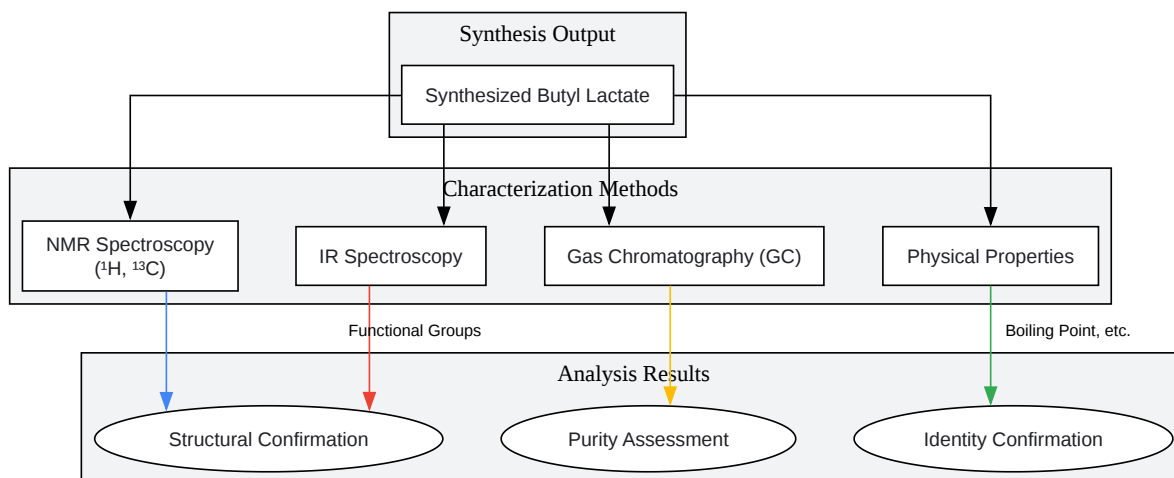 Synthesis Output
Synthesized Butyl Lactate
Characterization Methods
NMR Spectroscopy
(¹H, ¹³C)
IR Spectroscopy
Gas Chromatography (GC)
Physical Properties
Functional Groups
Boiling Point, etc.
Analysis Results
Structural Confirmation
Purity Assessment
Identity Confirmation